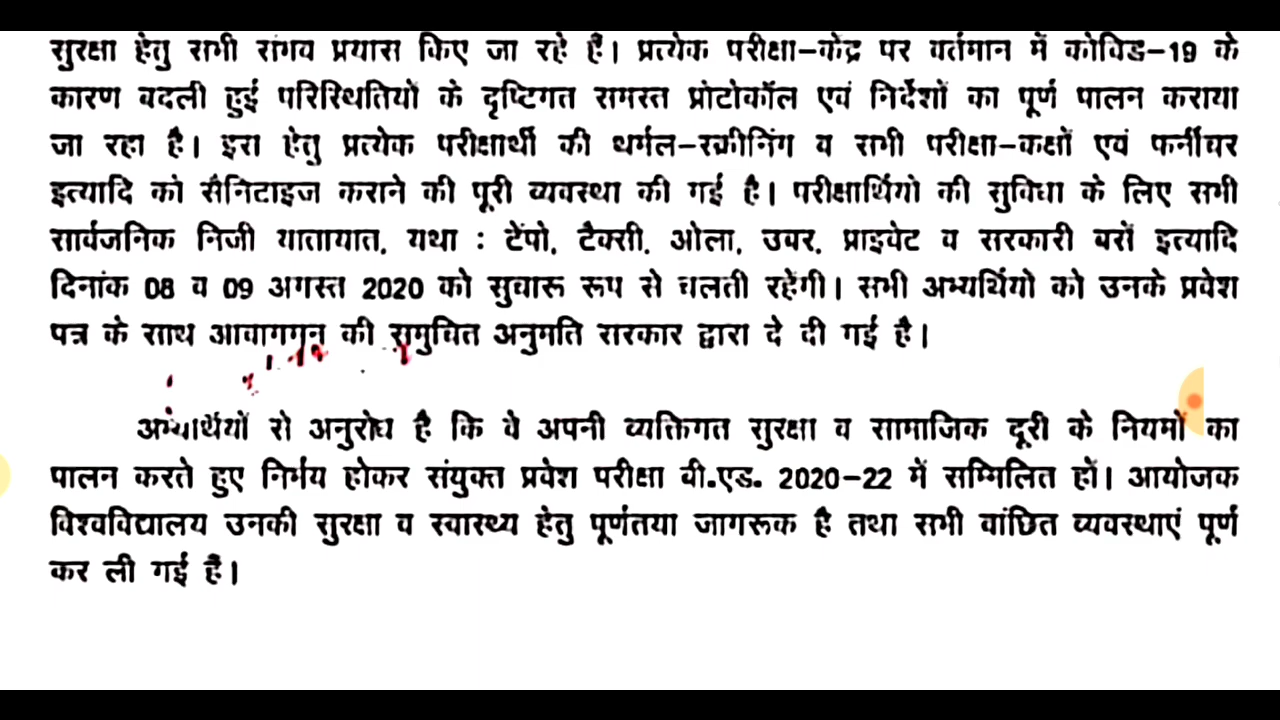 सुरक्षा हेतु सभी संभव प्रयास किए जा रहे हैं। प्रत्येक परीक्षा-केंद्र पर वर्तमान में कोविड-19 के
कारण बदली हुई परिस्थितियों के दृष्टिगत समस्त प्रोटोकॉल एवं निर्देशों का पूर्ण पालन कराया
जा रहा है। इस हेतु प्रत्येक परीक्षार्थी की थर्मल-स्क्रीनिंग व सभी परीक्षा-कक्षों एवं फर्नीचर
इत्यादि को सैनिटाइज कराने की पूरी व्यवस्था की गई है। परीक्षार्थियो की सुविधा के लिए सभी
सार्वजनिक निजी यातायात, यथा : टेंपो, टैक्सी, ओला, उबर, प्राइवेट व सरकारी बसों इत्यादि
दिनांक 08 व 09 अगस्त 2020 को सुचारू रूप से चलती रहेंगी। सभी अभ्यर्थियो को उनके प्रवेश
पत्र के साथ आवागमन की समुचित अनुमति सरकार द्वारा दे दी गई है।
अभ्यर्थियों से अनुरोध है कि वे अपनी व्यक्तिगत सुरक्षा व सामाजिक दूरी के नियमों का
पालन करते हुए निर्भय होकर संयुक्त प्रवेश परीक्षा बी.एड. 2020-22 में सम्मिलित हों। आयोजक
विश्वविद्यालय उनकी सुरक्षा व स्वास्थ्य हेतु पूर्णतया जागरूक है तथा सभी वांछित व्यवस्थाएं पूर्ण
कर ली गई हैं।